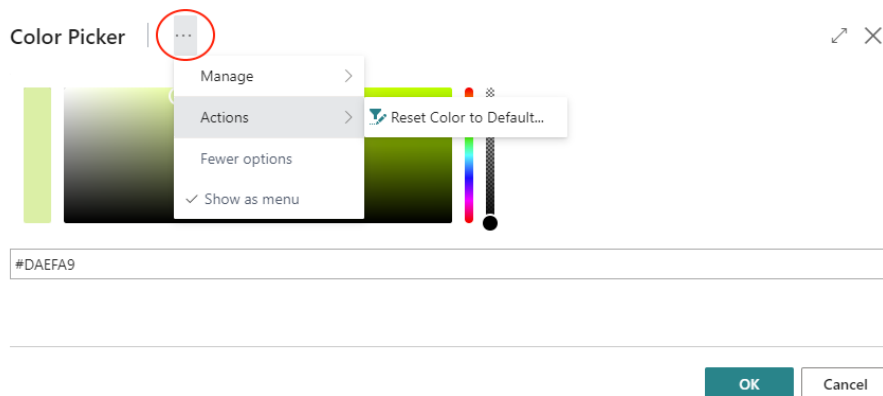 Color Picker
...
Manage
Actions
Reset Color to Default...
Fewer options
Show as menu
#DAEFA9
OK
Cancel